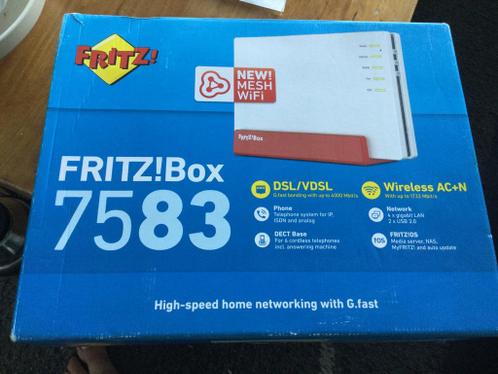 FRITZ!
NEW!
MESH
WiFi
FRITZ!Box
FRITZ!Box
7583
DSL/VDSL
G.fast bonding with up to
Phone
Telephone system for IP,
ISDN and analog
DECT Base
For 6 cordless telephones
incl. answering machine
Wireless AC+N
With up to 1733 Mbit/s
Network
4 x gigabit LAN
2 x USB 3.0
FRITZ!OS
Media server, NAS,
MyFRITZ! and auto update
High-speed home networking with G.fast